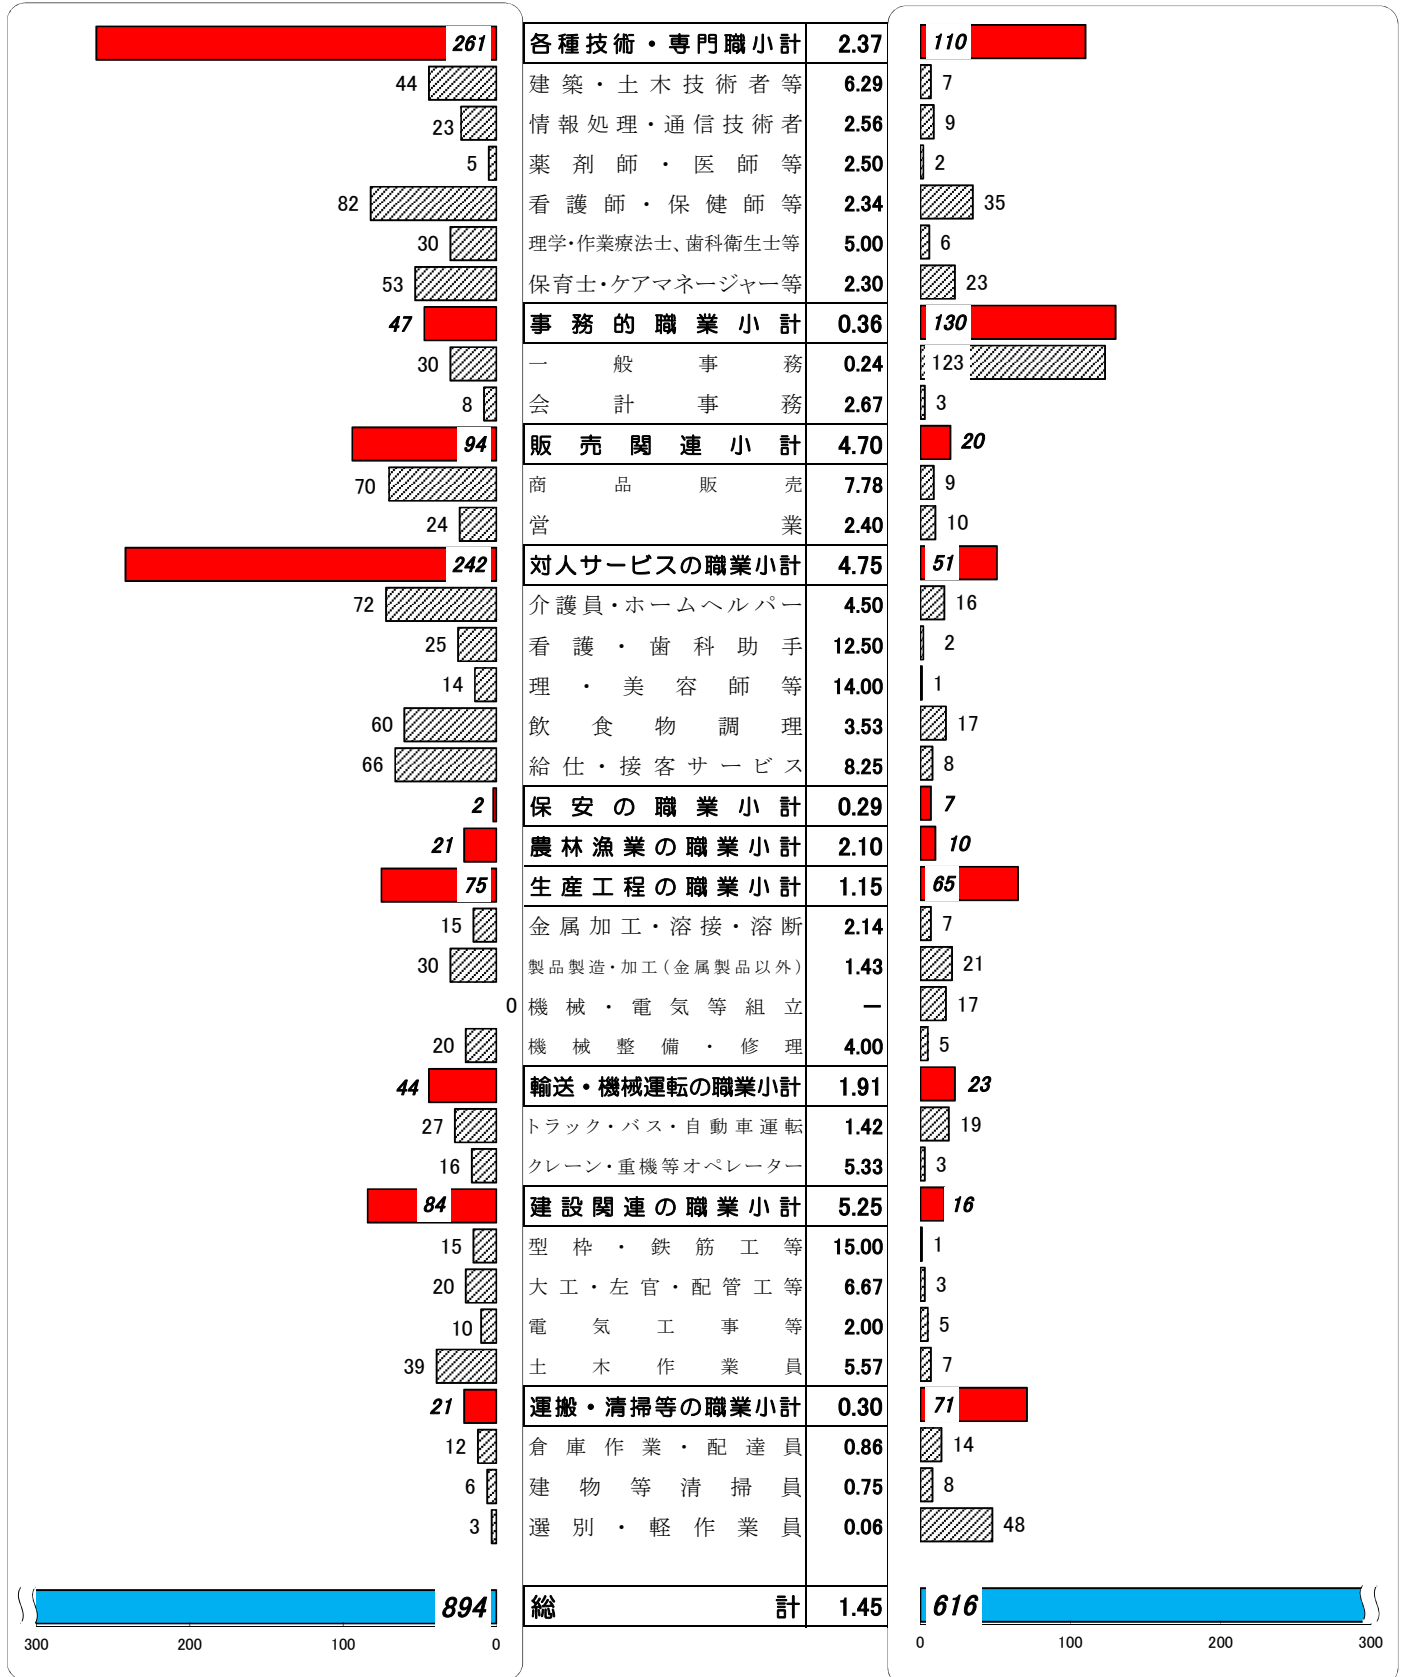 261 各種技術・専門職小計 2.37 110
44 建築・土木技術者等 6.29 7
23 情報処理・通信技術者 2.56 9
5 薬剤師・医師等 2.50 2
82 看護師・保健師等 2.34 35
30 理学・作業療法士、歯科衛生士等 5.00 6
53 保育士・ケアマネージャー等 2.30 23
47 事務的職業小計 0.36 130
30 一般事務 0.24 123
8 会計事務 2.67 3
94 販売関連小計 4.70 20
70 商品販売 7.78 9
24 営業 2.40 10
242 対人サービスの職業小計 4.75 51
72 介護員・ホームヘルパー 4.50 16
25 看護・歯科助手 12.50 2
14 理・美容師等 14.00 1
60 飲食物調理 3.53 17
66 給仕・接客サービス 8.25 8
2 保安の職業小計 0.29 7
21 農林漁業の職業小計 2.10 10
75 生産工程の職業小計 1.15 65
15 金属加工・溶接・溶断 2.14 7
30 製品製造・加工(金属製品以外) 1.43 21
0 機械・電気等組立 ー 17
20 機械整備・修理 4.00 5
44 輸送・機械運転の職業小計 1.91 23
27 トラック・バス・自動車運転 1.42 19
16 クレーン・重機等オペレーター 5.33 3
84 建設関連の職業小計 5.25 16
15 型枠・鉄筋工等 15.00 1
20 大工・左官・配管工等 6.67 3
10 電気工事等 2.00 5
39 土木作業員 5.57 7
21 運搬・清掃等の職業小計 0.30 71
12 倉庫作業・配達員 0.86 14
6 建物等清掃員 0.75 8
3 選別・軽作業員 0.06 48
894 総計 1.45 616
300 200 100 0 0 100 200 300